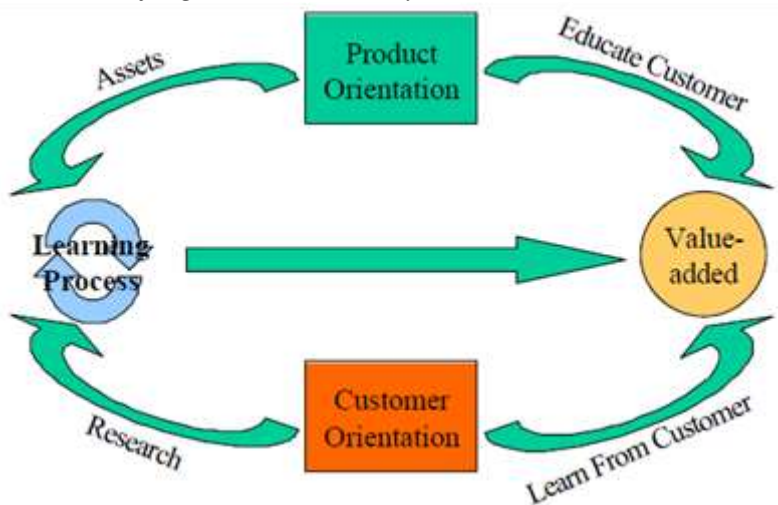 Assets
Product
Orientation
Educate Customer
Learning
Process
Value-
added
Research
Customer
Orientation
Learn From Customer